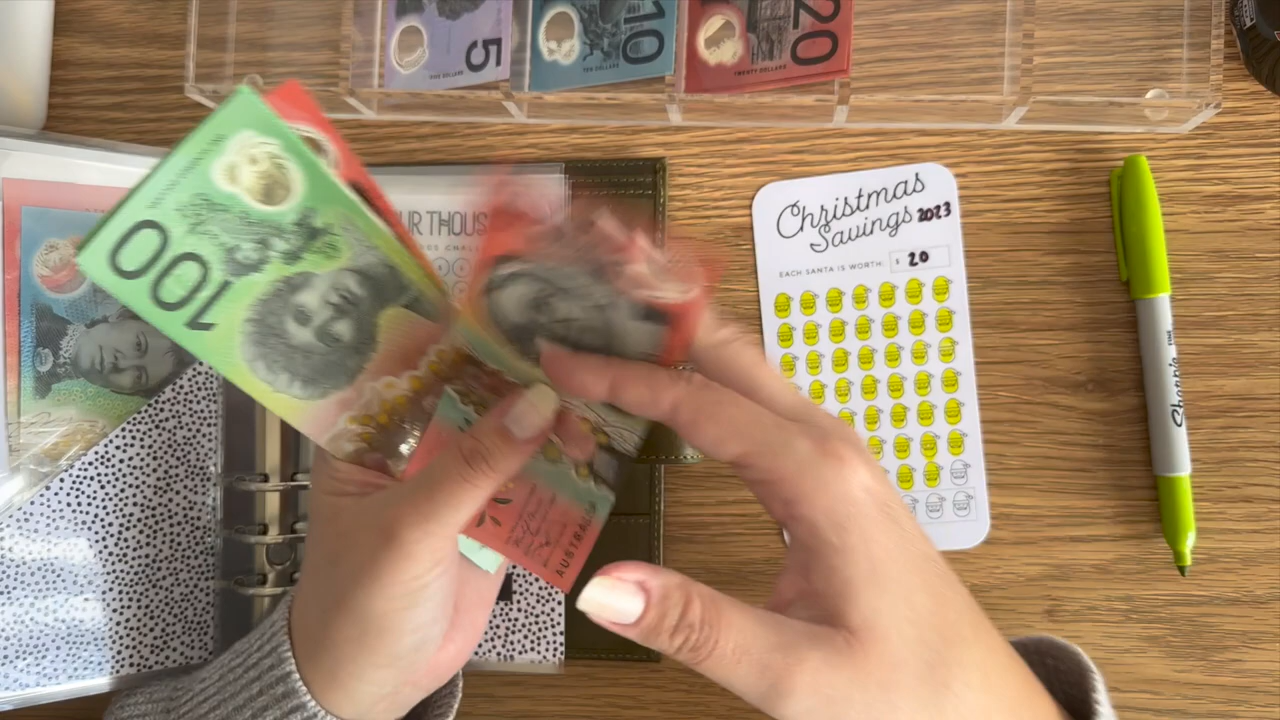 5
FIVE DOLLARS
10
TEN DOLLARS
20
TWENTY DOLLARS
100
UR THOUS
Christmas
Savings 2023
EACH SANTA IS WORTH: $ 20
AUSTRALIA
Sharpie FINE